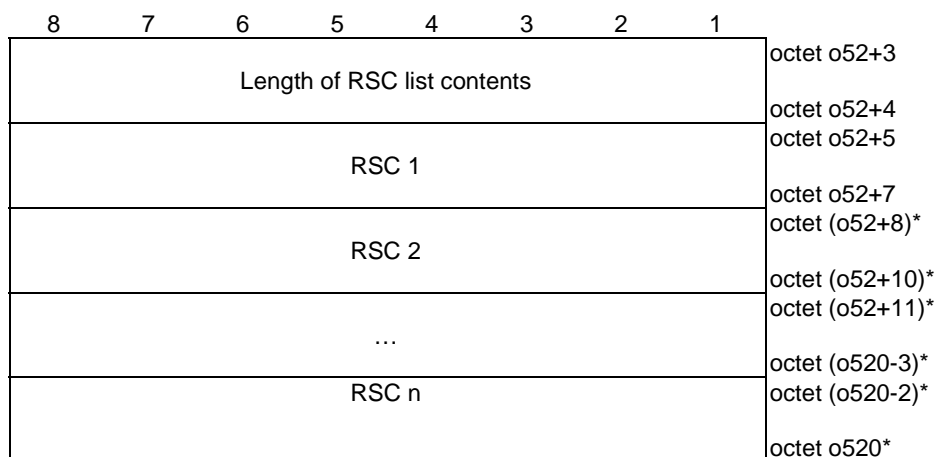 8 7 6 5 4 3 2 1
octet o52+3
Length of RSC list contents
octet o52+4
octet o52+5
RSC 1
octet o52+7
octet (o52+8)*
RSC 2
octet (o52+10)*
octet (o52+11)*
…
octet (o520-3)*
RSC n octet (o520-2)*
octet o520*